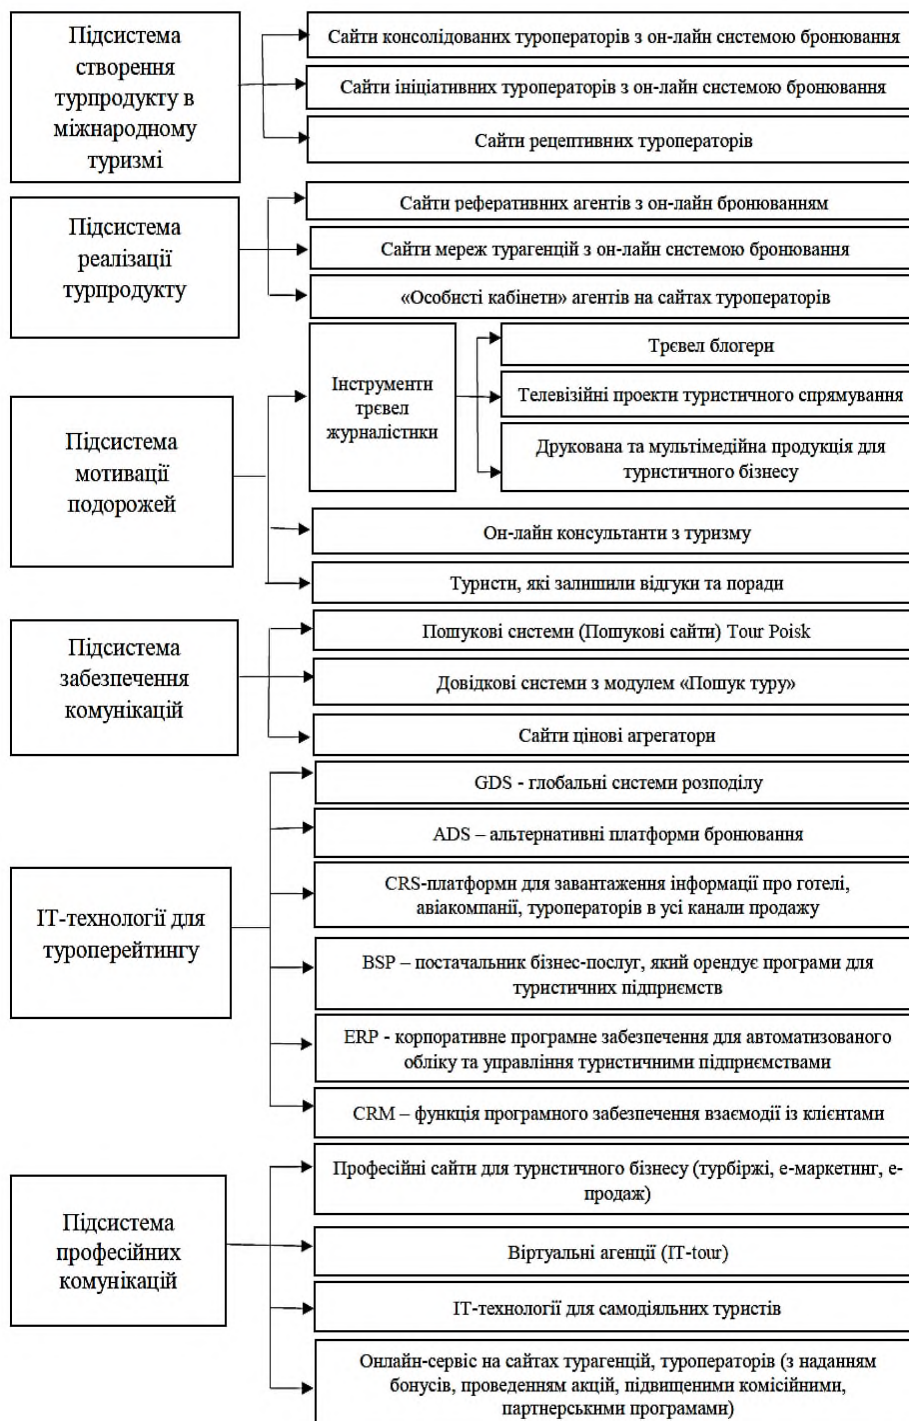 Підсистема
створення
турпродукту в
міжнародному
туризмі
Сайти консолідованих туроператорів з он-лайн системою бронювання
Сайти ініціативних туроператорів з он-лайн системою бронювання
Сайти рецептивних туроператорів
Підсистема
реалізації
турпродукту
Сайти реферативних агентів з он-лайн бронюванням
Сайти мереж турагенцій з он-лайн системою бронювання
«Особисті кабінети» агентів на сайтах туроператорів
Підсистема
мотивації
подорожей
Інструменти
трєвел
журналістики
Трєвел блогери
Телевізійні проекти туристичного спрямування
Друкована та мультімедійна продукція для
туристичного бізнесу
Он-лайн консультанти з туризму
Туристи, які залишили відгуки та поради
Підсистема
забезпечення
комунікацій
Пошукові системи (Пошукові сайти) Tour Poisk
Довідкові системи з модулем «Пошук туру»
Сайти цінові агрегатори
ІТ-технології для
туроперейтингу
GDS - глобальні системи розподілу
ADS – альтернативні платформи бронювання
CRS-платформи для завантаження інформації про готелі,
авіакомпанії, туроператорів в усі канали продажу
BSP – постачальник бізнес-послуг, який орендує програми для
туристичних підприємств
ERP - корпоративне програмне забезпечення для автоматизованого
обліку та управління туристичними підприємствами
CRM – функція програмного забезпечення взаємодії із клієнтами
Підсистема
професійних
комунікацій
Професійні сайти для туристичного бізнесу (турбіржі, е-маркетинг, е-
продаж)
Віртуальні агенції (IT-tour)
ІТ-технології для самодіяльних туристів
Онлайн-сервіс на сайтах турагенцій, туроператорів (з наданням
бонусів, проведенням акцій, підвищеними комісійними,
партнерськими програмами)